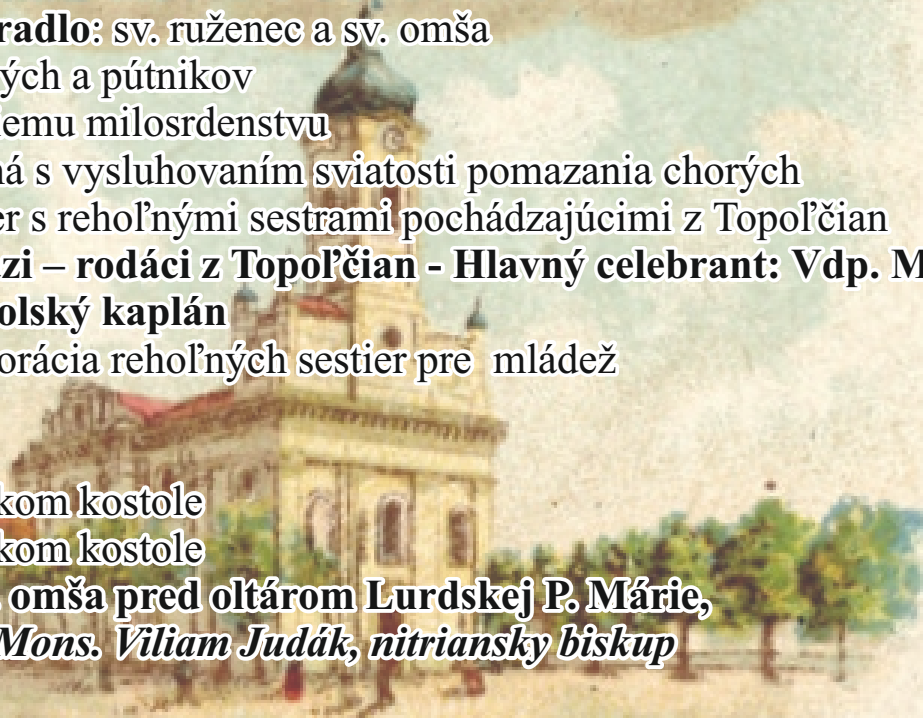 radlo: sv. ruženec a sv. omša
ých a pútnikov
emu milosrdenstvu
ná s vysluhovaním sviatosti pomazania chorých
er s rehoľnými sestrami pochádzajúcimi z Topoľčian
zi – rodáci z Topoľčian - Hlavný celebrant: Vdp. M
olský kaplán
orácia rehoľných sestier pre mládež
kom kostole
kom kostole
omša pred oltárom Lurdskej P. Márie,
Mons. Viliam Judák, nitriansky biskup